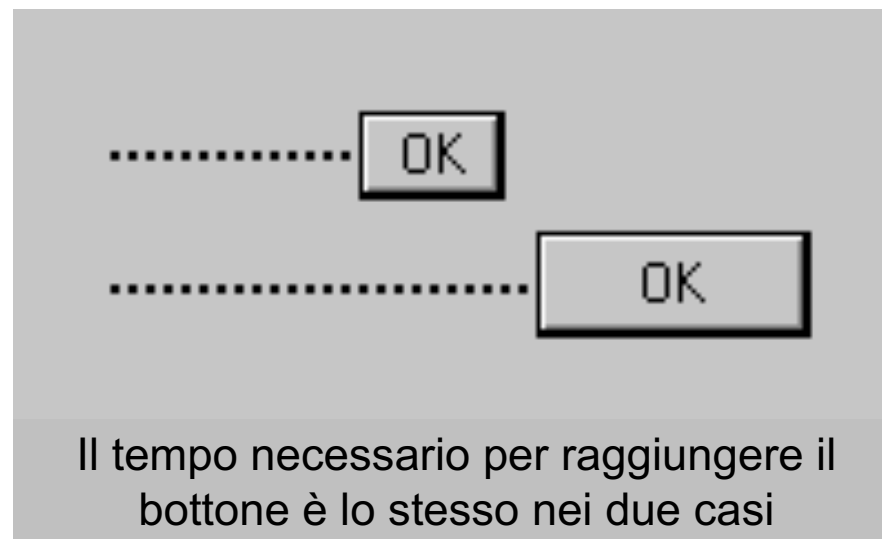 OK
OK
Il tempo necessario per raggiungere il
bottone è lo stesso nei due casi